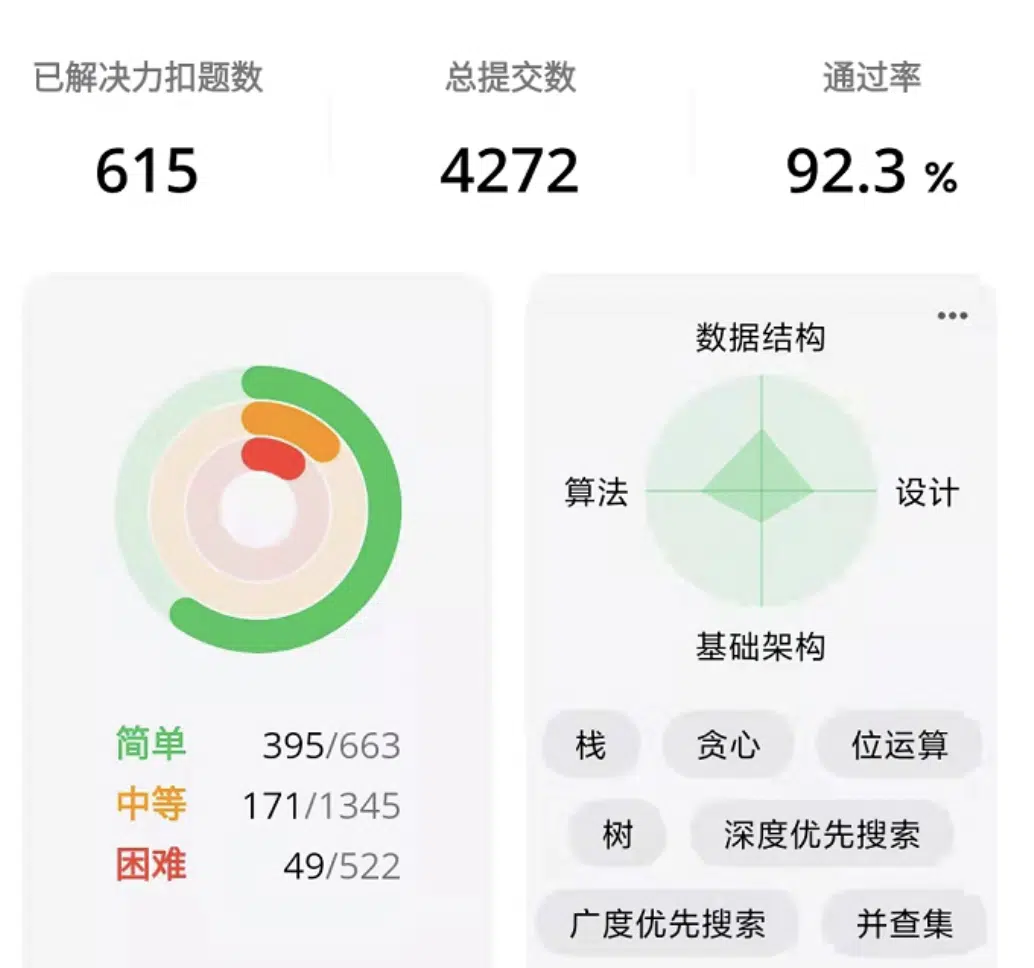 已解决力扣题数
总提交数
通过率
615
4272
92.3 %
简单 395/663
中等 171/1345
困难 49/522
数据结构
算法
设计
基础架构
栈 贪心 位运算
树 深度优先搜索
广度优先搜索 并查集